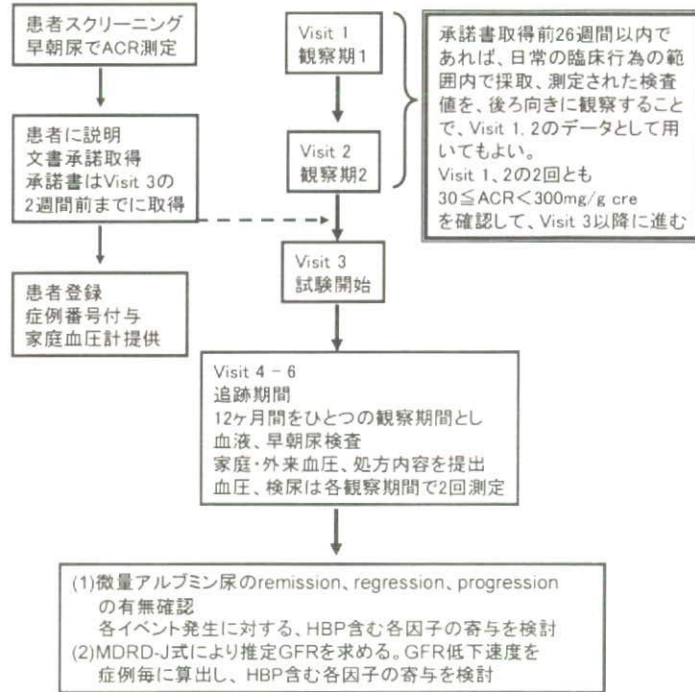 患者スクリーニング
早朝尿でACR測定
患者に説明
文書承諾取得
承諾書はVisit 3の
2週間前までに取得
患者登録
症例番号付与
家庭血圧計提供
Visit 1
観察期1
Visit 2
観察期2
Visit 3
試験開始
承諾書取得前26週間以内で
あれば、日常の臨床行為の範
囲内で採取、測定された検査
値を、後ろ向きに観察すること
で、Visit 1, 2のデータとして用
いてもよい。
Visit 1、2の2回とも
30≦ACR<300mg/g cre
を確認して、Visit 3以降に進む
Visit 4 - 6
追跡期間
12ヶ月間をひとつの観察期間とし
血液、早朝尿検査
家庭・外来血圧、処方内容を提出
血圧、検尿は各観察期間で2回測定
(1)微量アルブミン尿のremission、regression、progression
の有無確認
各イベント発生に対する、HBP含む各因子の寄与を検討
(2)MDRD-J式により推定GFRを求める。GFR低下速度を
症例毎に算出し、HBP含む各因子の寄与を検討